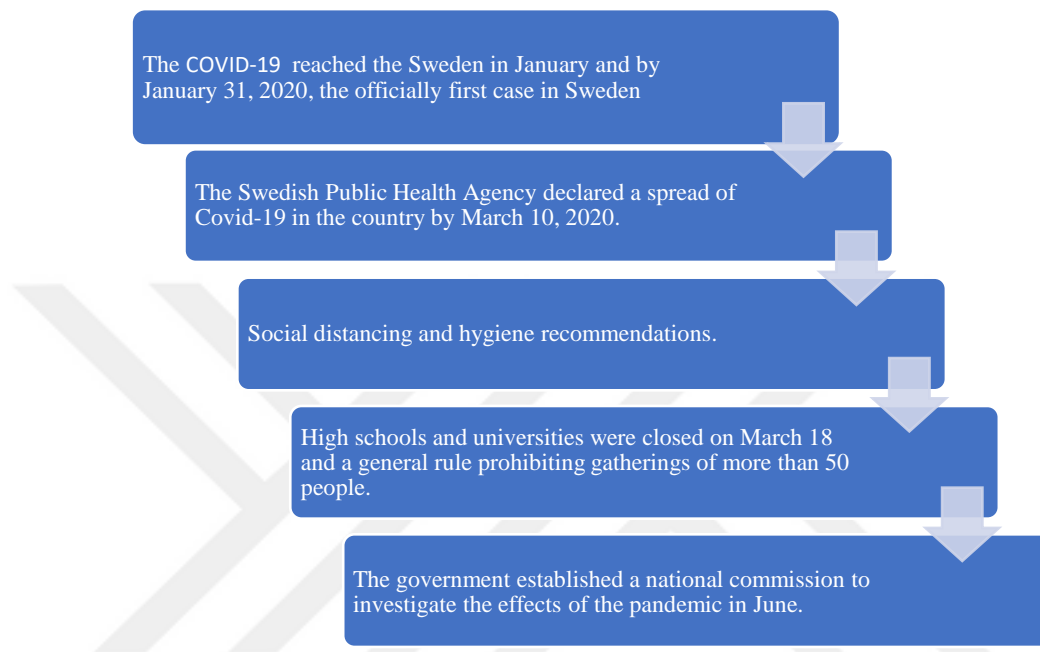 The COVID-19 reached the Sweden in January and by
January 31, 2020, the officially first case in Sweden
The Swedish Public Health Agency declared a spread of
Covid-19 in the country by March 10, 2020.
Social distancing and hygiene recommendations.
High schools and universities were closed on March 18
and a general rule prohibiting gatherings of more than 50
people.
The government established a national commission to
investigate the effects of the pandemic in June.